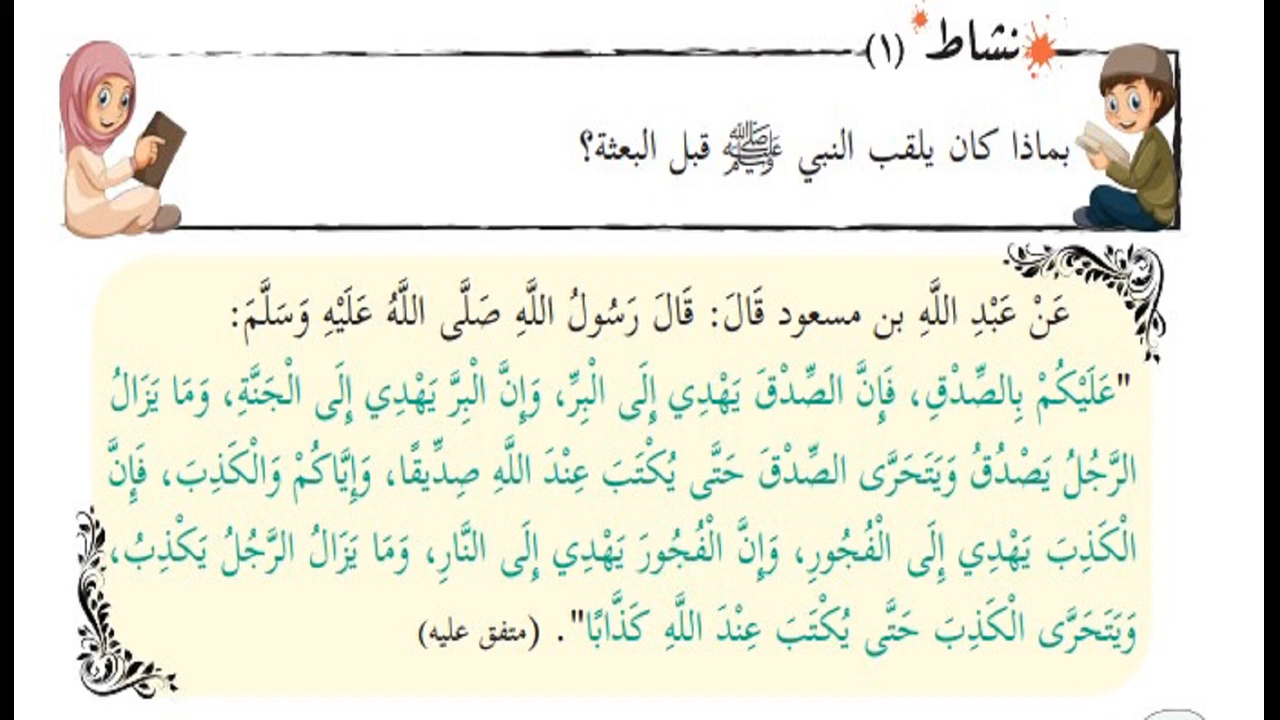 نشاط (١)
بماذا كان يلقب النبي ﷺ قبل البعثة؟
عَنْ عَبْدِ اللَّهِ بن مسعود قَالَ: قَالَ رَسُولُ اللَّهِ صَلَّى اللَّهُ عَلَيْهِ وَسَلَّمَ:
"عَلَيْكُمْ بِالصِّدْقِ، فَإِنَّ الصِّدْقَ يَهْدِي إِلَى الْبِرِّ، وَإِنَّ الْبِرَّ يَهْدِي إِلَى الْجَنَّةِ، وَمَا يَزَالُ
الرَّجُلُ يَصْدُقُ وَيَتَحَرَّى الصِّدْقَ حَتَّى يُكْتَبَ عِنْدَ اللَّهِ صِدِّيقًا، وَإِيَّاكُمْ وَالْكَذِبَ، فَإِنَّ
الْكَذِبَ يَهْدِي إِلَى الْفُجُورِ، وَإِنَّ الْفُجُورَ يَهْدِي إِلَى النَّارِ، وَمَا يَزَالُ الرَّجُلُ يَكْذِبُ،
وَيَتَحَرَّى الْكَذِبَ حَتَّى يُكْتَبَ عِنْدَ اللَّهِ كَذَّابًا". (متفق عليه)